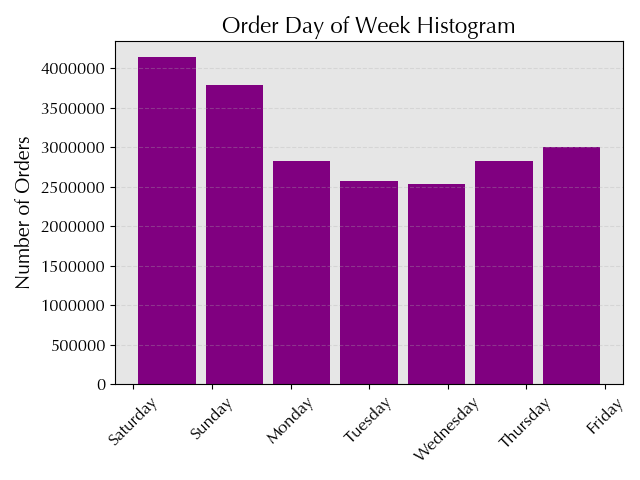 Order Day of Week Histogram
Number of Orders
4000000
3500000
3000000
2500000
2000000
1500000
1000000
500000
0
Saturday
Sunday
Monday
Tuesday
Wednesday
Thursday
Friday